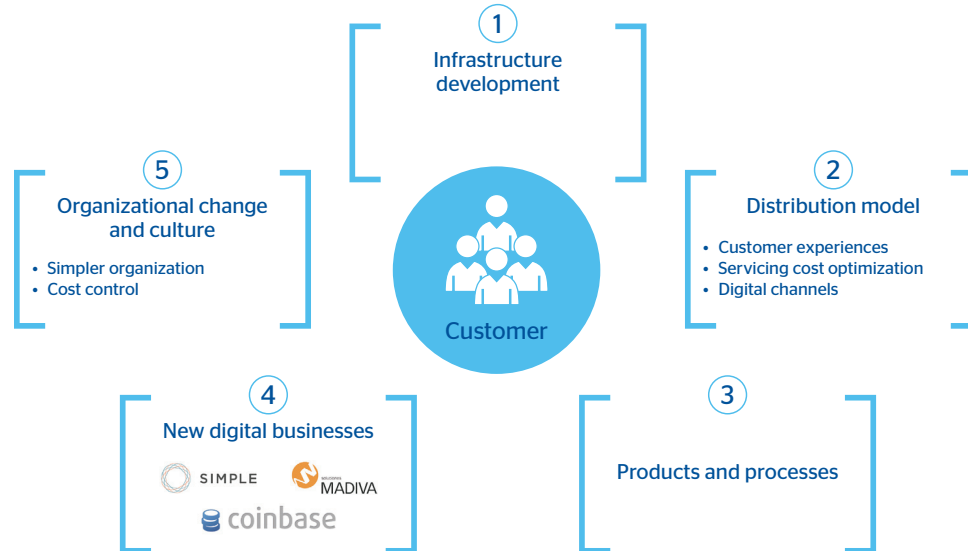 1
Infrastructure
development
5
Organizational change
and culture
• Simpler organization
• Cost control
2
Distribution model
• Customer experiences
• Servicing cost optimization
• Digital channels
Customer
4
New digital businesses
SIMPLE
MADIVA
coinbase
3
Products and processes